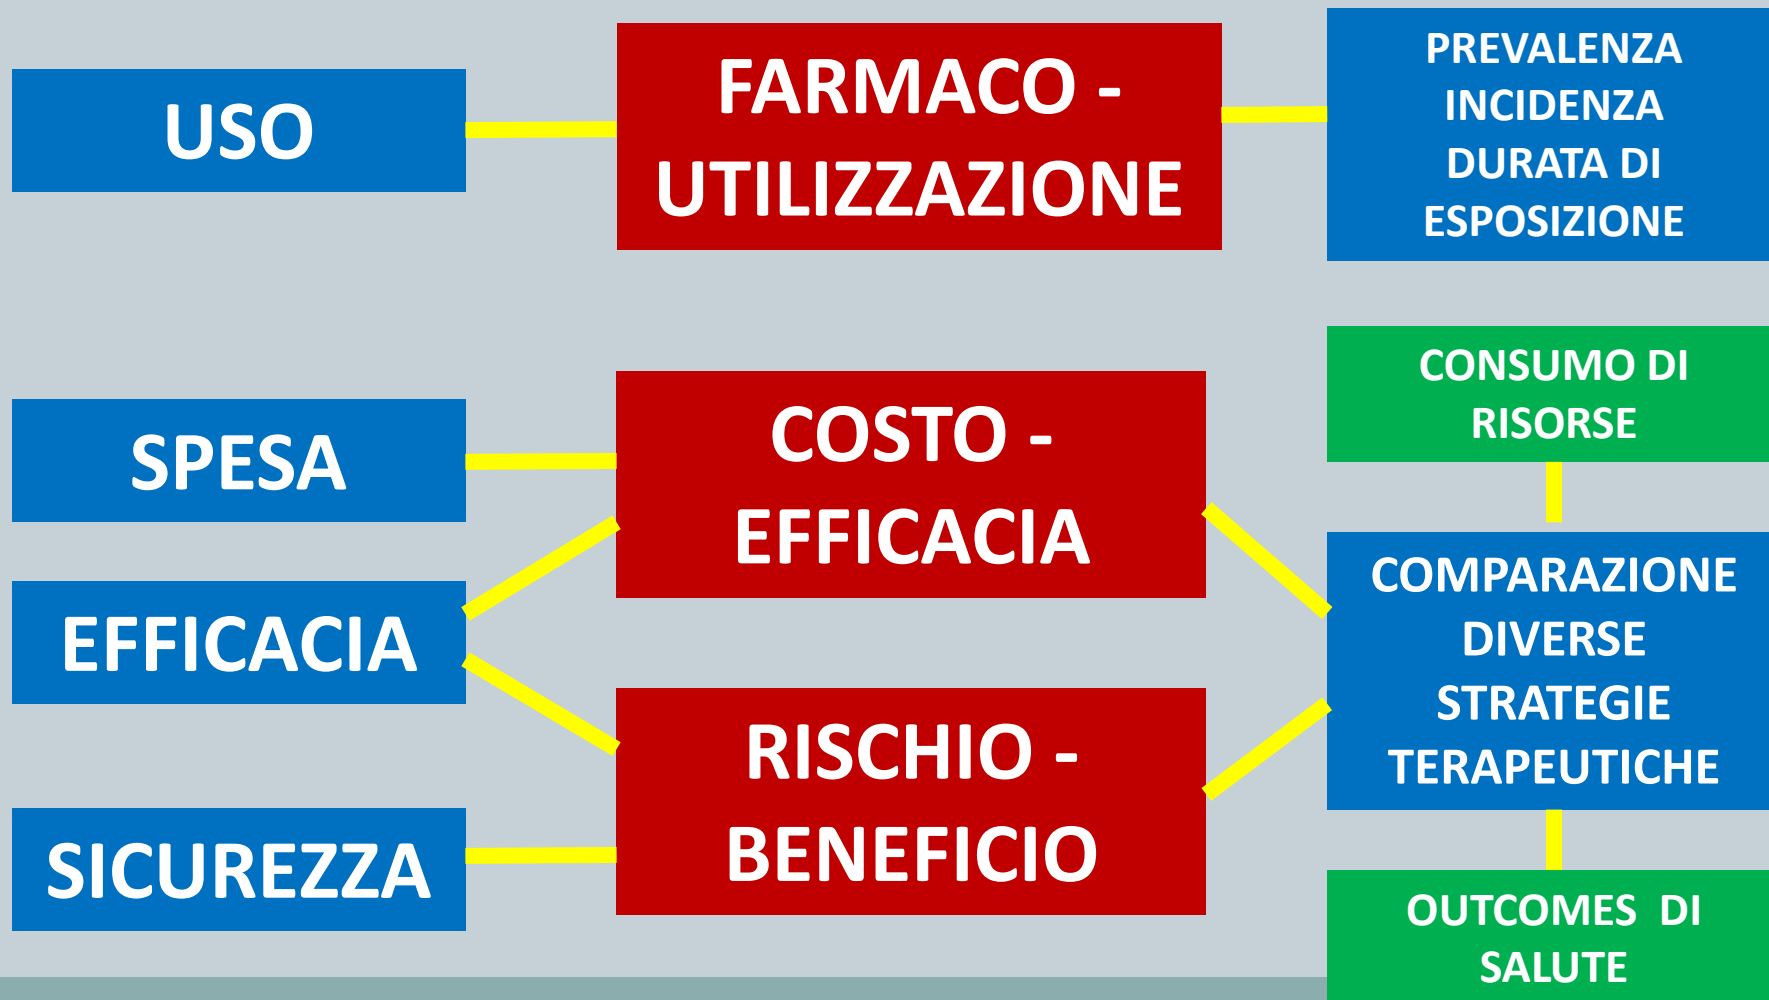 USO
FARMACO -
UTILIZZAZIONE
PREVALENZA
INCIDENZA
DURATA DI
ESPOSIZIONE
SPESA
EFFICACIA
SICUREZZA
COSTO -
EFFICACIA
RISCHIO -
BENEFICIO
CONSUMO DI
RISORSE
COMPARAZIONE
DIVERSE
STRATEGIE
TERAPEUTICHE
OUTCOMES DI
SALUTE